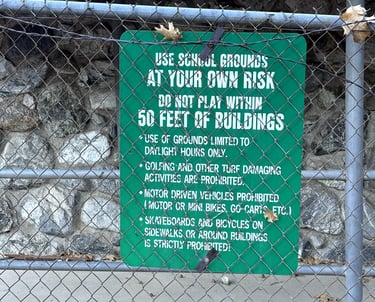 USE SCHOOL GROUNDS
AT YOUR OWN RISK
DO NOT PLAY WITHIN
50 FEET OF BUILDINGS
• USE OF GROUNDS LIMITED TO
DAYLIGHT HOURS ONLY.
• GOLFING AND OTHER TURF DAMAGING
ACTIVITIES ARE PROHIBITED.
• MOTOR DRIVEN VEHICLES PROHIBITED
( MOTOR OR MINI BIKES, GO-CARTS, ETC.)
• SKATEBOARDS AND BICYCLES ON
SIDEWALKS OR AROUND BUILDINGS
IS STRICTLY PROHIBITED!